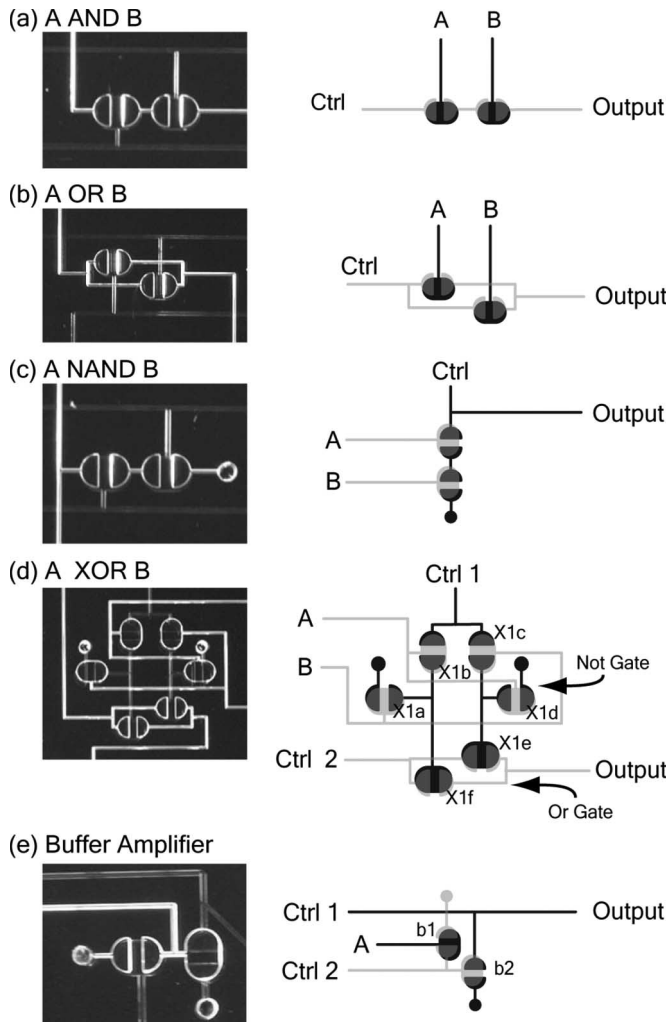 (a) A AND B
A B
Ctrl
Output
(b) A OR B
A B
Ctrl
Output
(c) A NAND B
Ctrl
Output
A
B
(d) A XOR B
Ctrl 1
A
X1c
B
X1b
Not Gate
X1a
X1d
X1e
Ctrl 2
Output
X1f
Or Gate
(e) Buffer Amplifier
Ctrl 1
Output
b1
A
Ctrl 2
b2